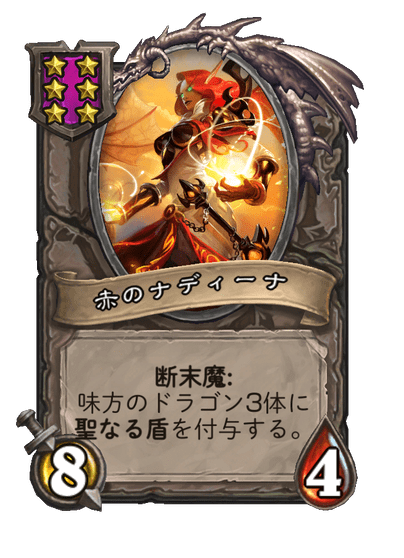 赤のナディーナ
断末魔:
味方のドラゴン3体に
聖なる盾を付与する。
8
4